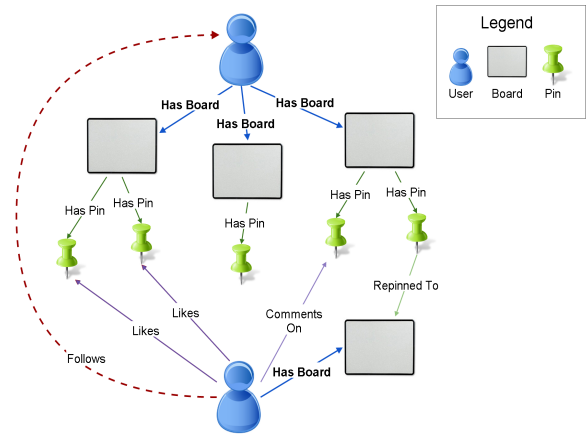 Legend
User
Board
Pin
Has Board
Has Board
Has Board
Has Pin
Has Pin
Has Pin
Has Pin
Has Pin
Repinned To
Likes
Likes
Comments
On
Follows
Has Board